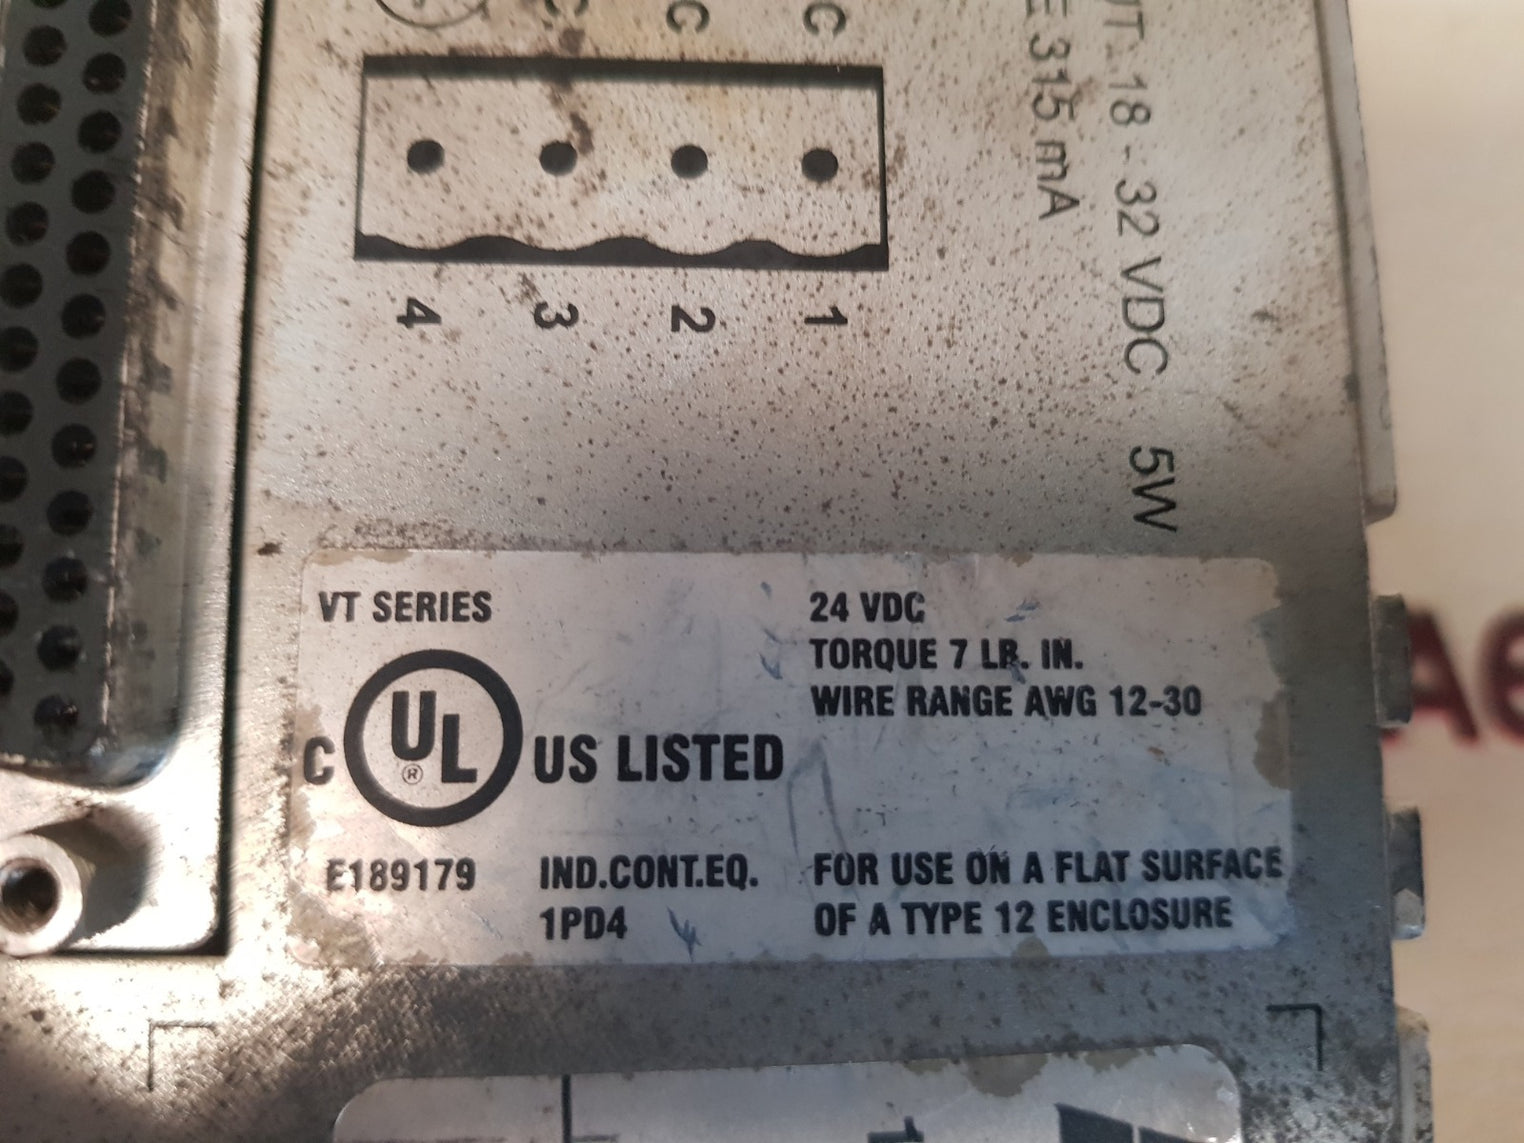 C C C
4 3 2 1
18-32 VDC 5W
315 mA
VT SERIES
C UL® US LISTED
E189179
IND.CONT.EQ.
1PD4
24 VDC
TORQUE 7 LB. IN.
WIRE RANGE AWG 12-30
FOR USE ON A FLAT SURFACE
OF A TYPE 12 ENCLOSURE